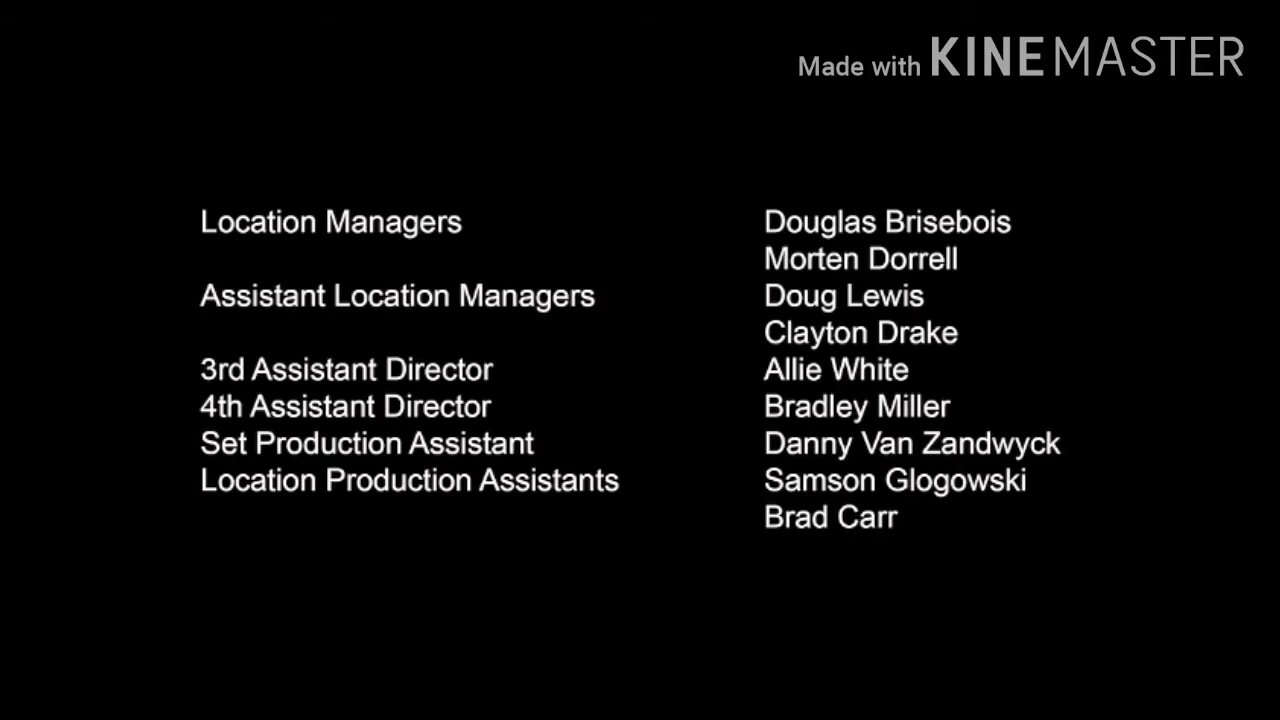 Made with KINEMASTER
Location Managers Douglas Brisebois
Morten Dorrell
Assistant Location Managers Doug Lewis
Clayton Drake
3rd Assistant Director Allie White
4th Assistant Director Bradley Miller
Set Production Assistant Danny Van Zandwyck
Location Production Assistants Samson Glogowski
Brad Carr